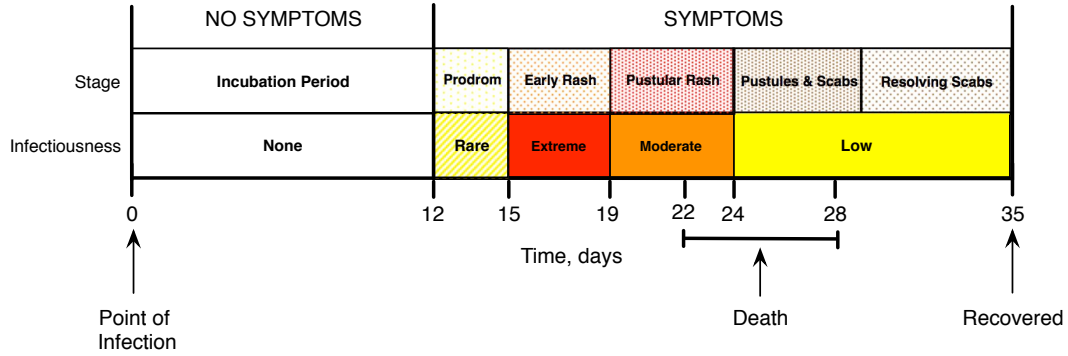 NO SYMPTOMS SYMPTOMS
Stage Incubation Period Prodrom Early Rash Pustular Rash Pustules & Scabs Resolving Scabs
Infectiousness None Rare Extreme Moderate Low
0 12 15 19 22 24 28 35
Time, days
Point of
Infection
Death
Recovered